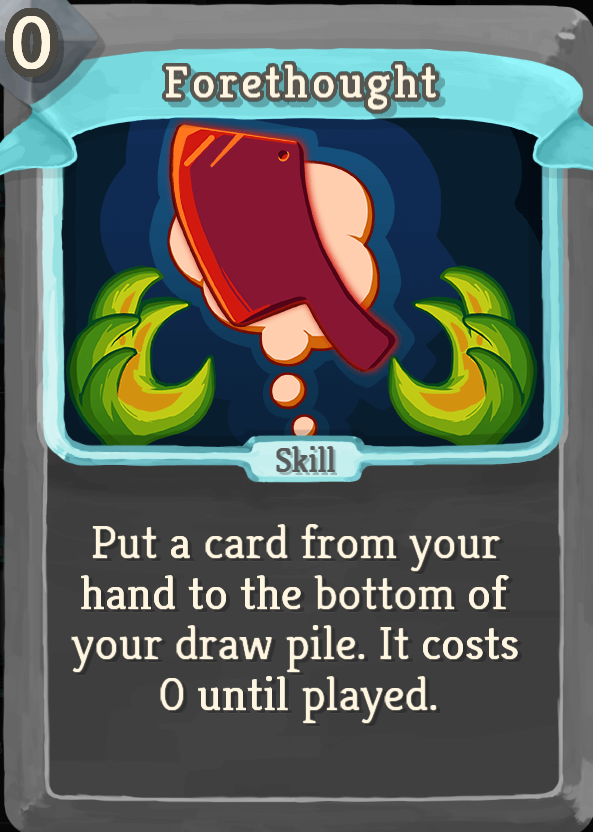 0
Forethought
Skill
Put a card from your
hand to the bottom of
your draw pile. It costs
0 until played.